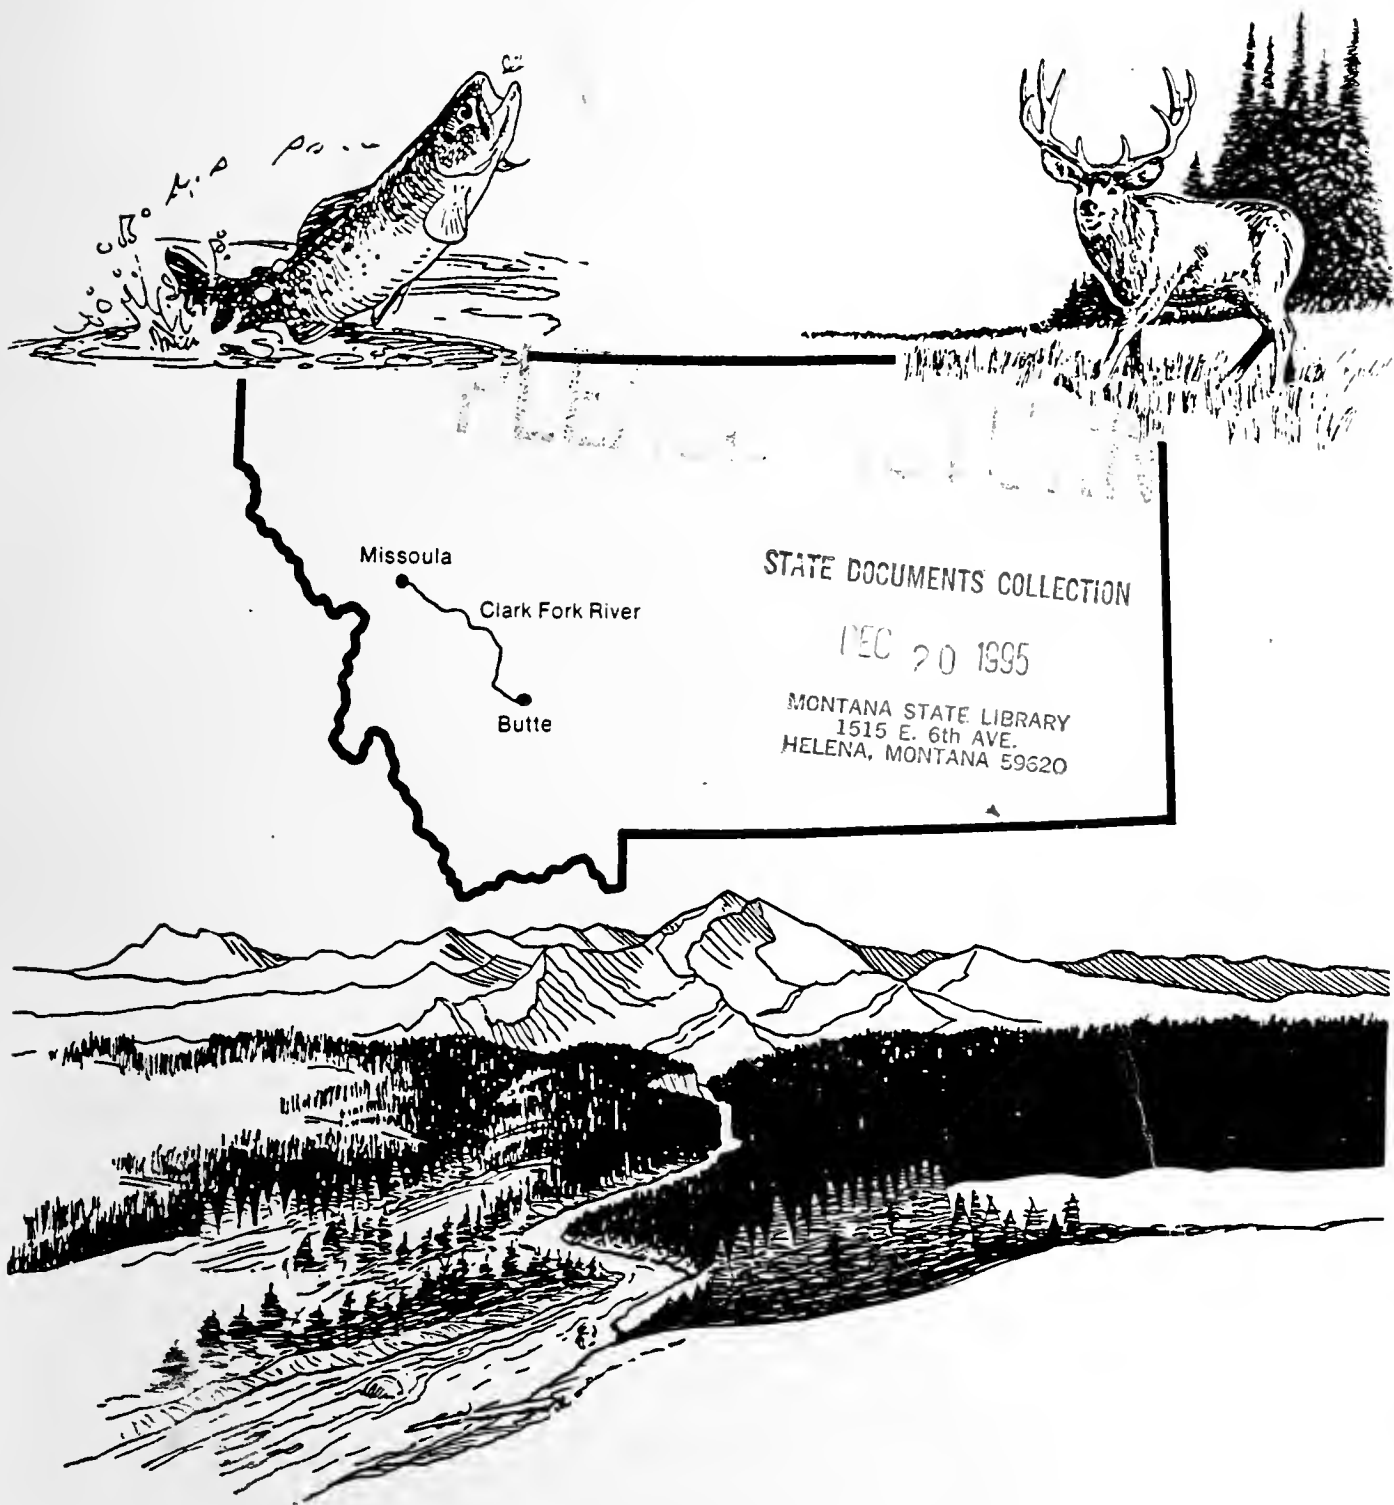 Missoula
Clark Fork River
Butte
STATE DOCUMENTS COLLECTION
DEC 20 1995
MONTANA STATE LIBRARY
1515 E. 6th AVE.
HELENA, MONTANA 59620